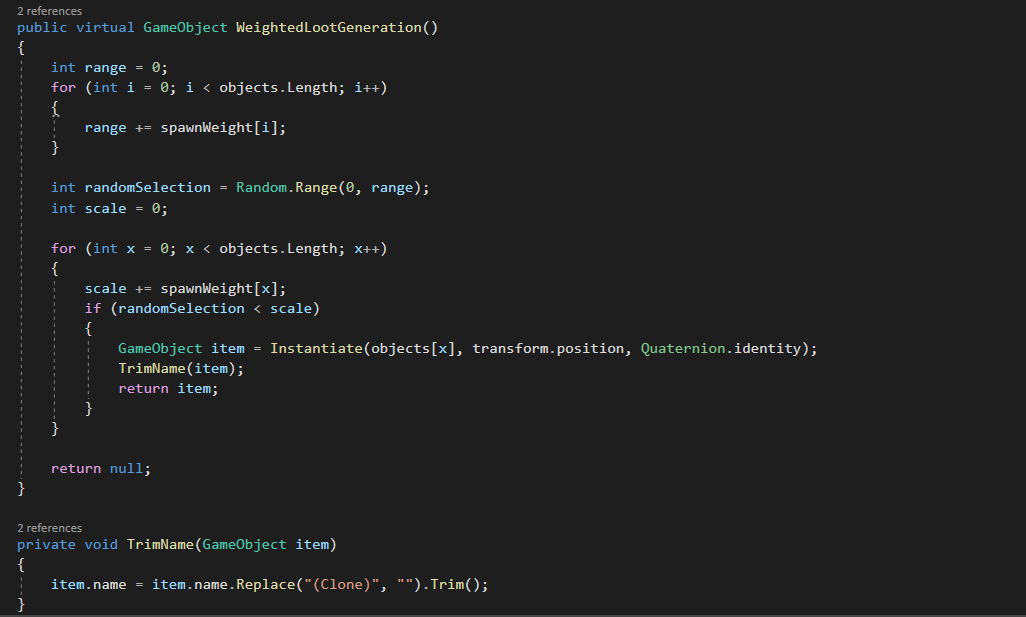 2 references
public virtual GameObject WeightedLootGeneration()
{
    int range = 0;
    for (int i = 0; i < objects.Length; i++)
    {
        range += spawnWeight[i];
    }

    int randomSelection = Random.Range(0, range);
    int scale = 0;

    for (int x = 0; x < objects.Length; x++)
    {
        scale += spawnWeight[x];
        if (randomSelection < scale)
        {
            GameObject item = Instantiate(objects[x], transform.position, Quaternion.identity);
            TrimName(item);
            return item;
        }
    }

    return null;
}

2 references
private void TrimName(GameObject item)
{
    item.name = item.name.Replace("(Clone)", "").Trim();
}